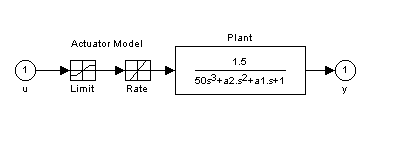 Plant
Actuator Model
1.5
1
1
50s³+a2.s²+a1.s+1
u
Limit
Rate
y